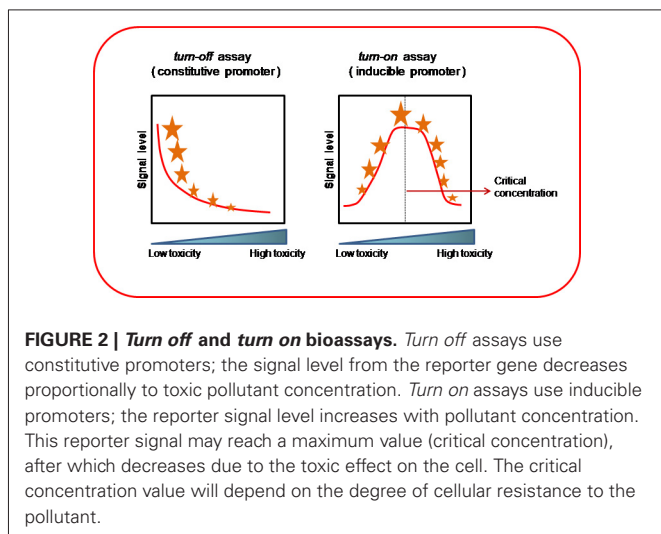 turn-off assay
( constitutive promoter)
turn-on assay
( inducible promoter)
Signal level
Signal level
Critical
concentration
Low toxicity
High toxicity
Low toxicity
High toxicity
FIGURE 2 | Turn off and turn on bioassays. Turn off assays use
constitutive promoters; the signal level from the reporter gene decreases
proportionally to toxic pollutant concentration. Turn on assays use inducible
promoters; the reporter signal level increases with pollutant concentration.
This reporter signal may reach a maximum value (critical concentration),
after which decreases due to the toxic effect on the cell. The critical
concentration value will depend on the degree of cellular resistance to the
pollutant.